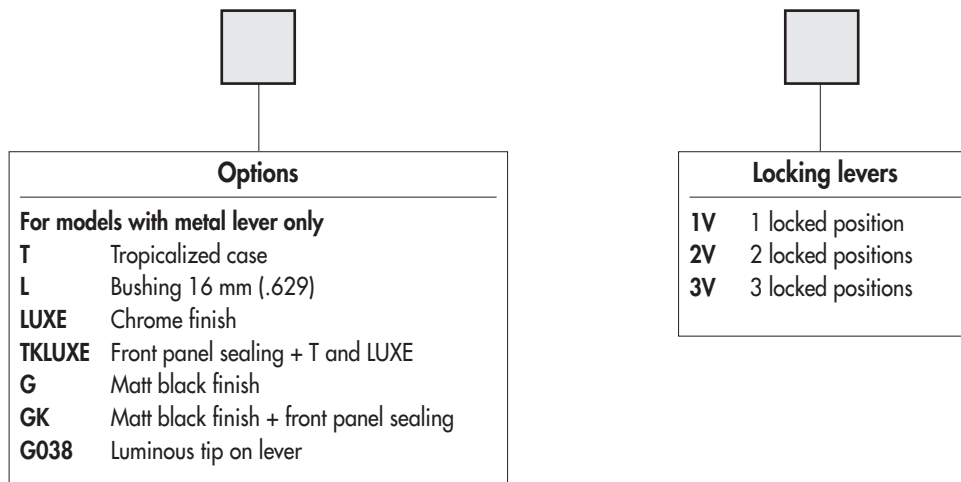 Options
For models with metal lever only
T Tropicalized case
L Bushing 16 mm (.629)
LUXE Chrome finish
TKLUXE Front panel sealing + T and LUXE
G Matt black finish
GK Matt black finish + front panel sealing
G038 Luminous tip on lever
Locking levers
1V 1 locked position
2V 2 locked positions
3V 3 locked positions